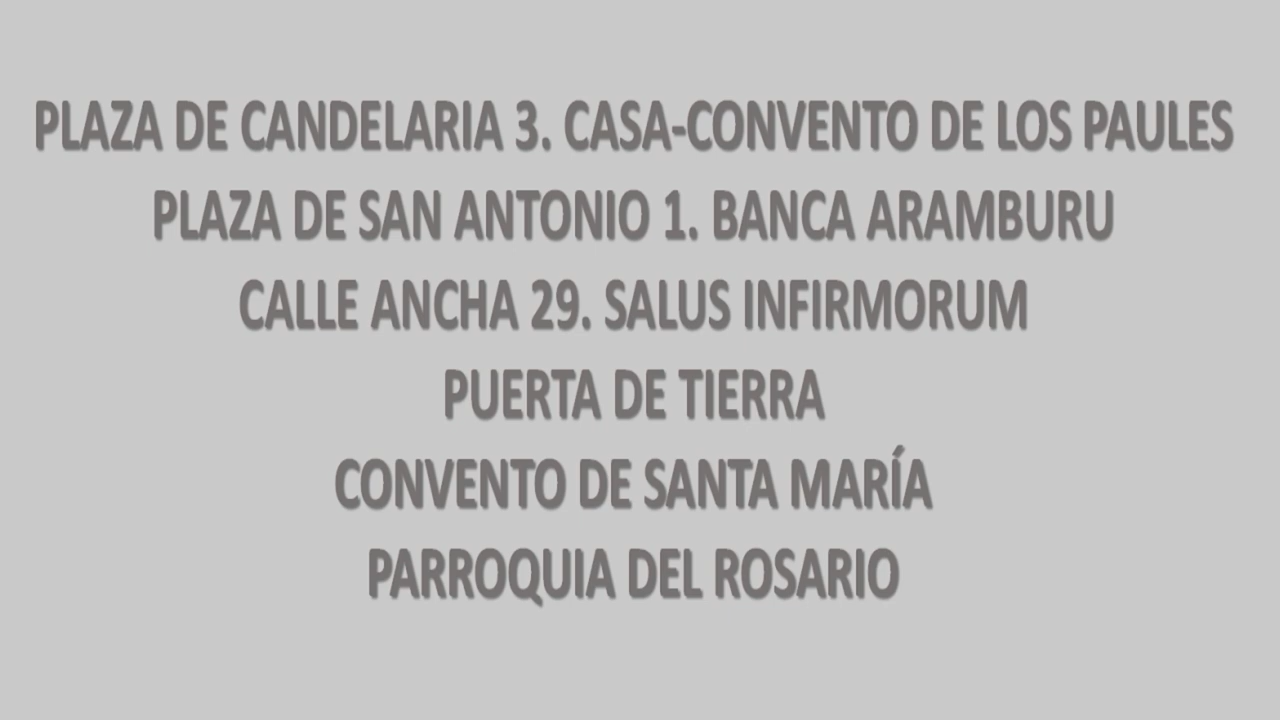 PLAZA DE CANDELARIA 3. CASA-CONVENTO DE LOS PAULES
PLAZA DE SAN ANTONIO 1. BANCA ARAMBURU
CALLE ANCHA 29. SALUS INFIRMORUM
PUERTA DE TIERRA
CONVENTO DE SANTA MARÍA
PARROQUIA DEL ROSARIO